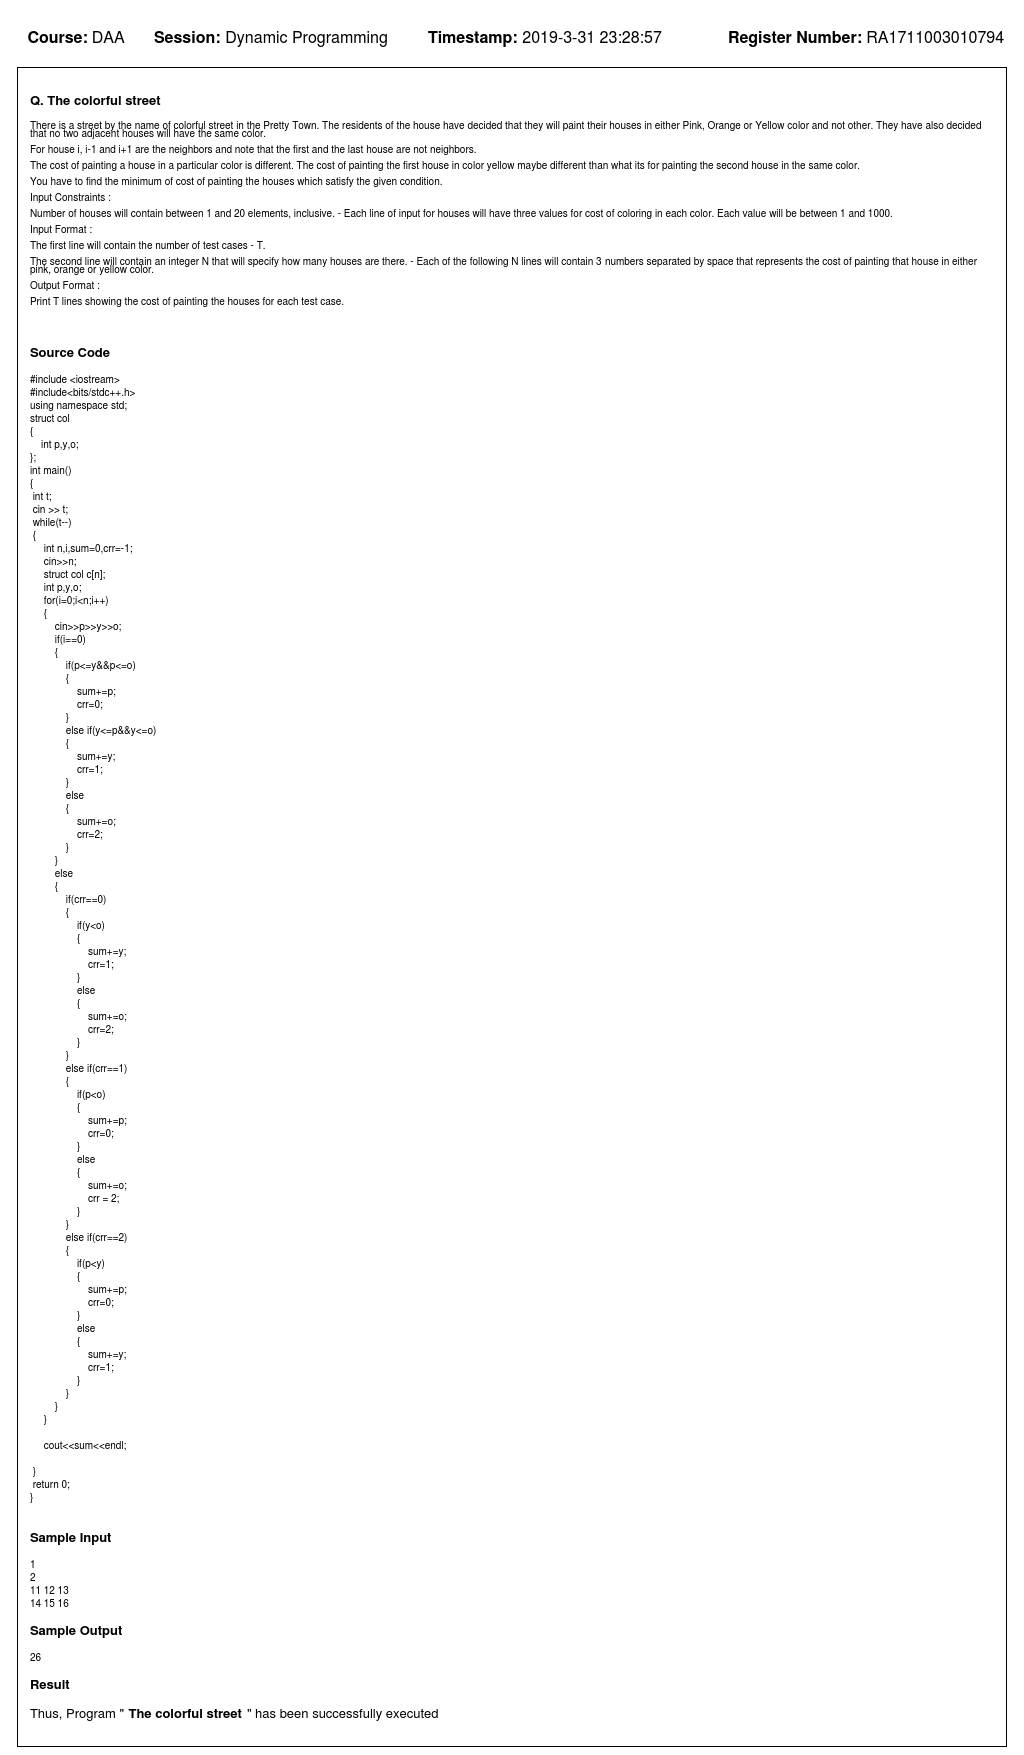 Course: DAA Session: Dynamic Programming Timestamp: 2019-3-31 23:28:57 Register Number: RA1711003010794
Q. The colorful street
There is a street by the name of colorful street in the Pretty Town. The residents of the house have decided that they will paint their houses in either Pink, Orange or Yellow color and not other. They have also decided
that no two adjacent houses will have the same color.
For house i, i-1 and i+1 are the neighbors and note that the first and the last house are not neighbors.
The cost of painting a house in a particular color is different. The cost of painting the first house in color yellow maybe different than what its for painting the second house in the same color.
You have to find the minimum of cost of painting the houses which satisfy the given condition.
Input Constraints :
Number of houses will contain between 1 and 20 elements, inclusive. - Each line of input for houses will have three values for cost of coloring in each color. Each value will be between 1 and 1000.
Input Format :
The first line will contain the number of test cases - T.
The second line will contain an integer N that will specify how many houses are there. - Each of the following N lines will contain 3 numbers separated by space that represents the cost of painting that house in either
pink, orange or yellow color.
Output Format :
Print T lines showing the cost of painting the houses for each test case.
Source Code
#include <iostream>
#include<bits/stdc++.h>
using namespace std;
struct col
{
int p,y,o;
};
int main()
{
int t;
cin >> t;
while(t--)
{
int n,i,sum=0,crr=-1;
cin>>n;
struct col c[n];
int p,y,o;
for(i=0;i<n;i++)
{
cin>>p>>y>>o;
if(i==0)
{
if(p<=y&&p<=o)
{
sum+=p;
crr=0;
}
else if(y<=p&&y<=o)
{
sum+=y;
crr=1;
}
else
{
sum+=o;
crr=2;
}
}
else
{
if(crr==0)
{
if(y<o)
{
sum+=y;
crr=1;
}
else
{
sum+=o;
crr=2;
}
}
else if(crr==1)
{
if(p<o)
{
sum+=p;
crr=0;
}
else
{
sum+=o;
crr = 2;
}
}
else if(crr==2)
{
if(p<y)
{
sum+=p;
crr=0;
}
else
{
sum+=y;
crr=1;
}
}
}
}
cout<<sum<<endl;
}
return 0;
}
Sample Input
1
2
11 12 13
14 15 16
Sample Output
26
Result
Thus, Program " The colorful street " has been successfully executed